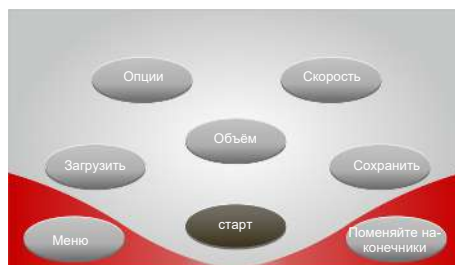 Опции
Скорость
Объём
Загрузить
Сохранить
старт
Меню
Поменяйте на-
конечники